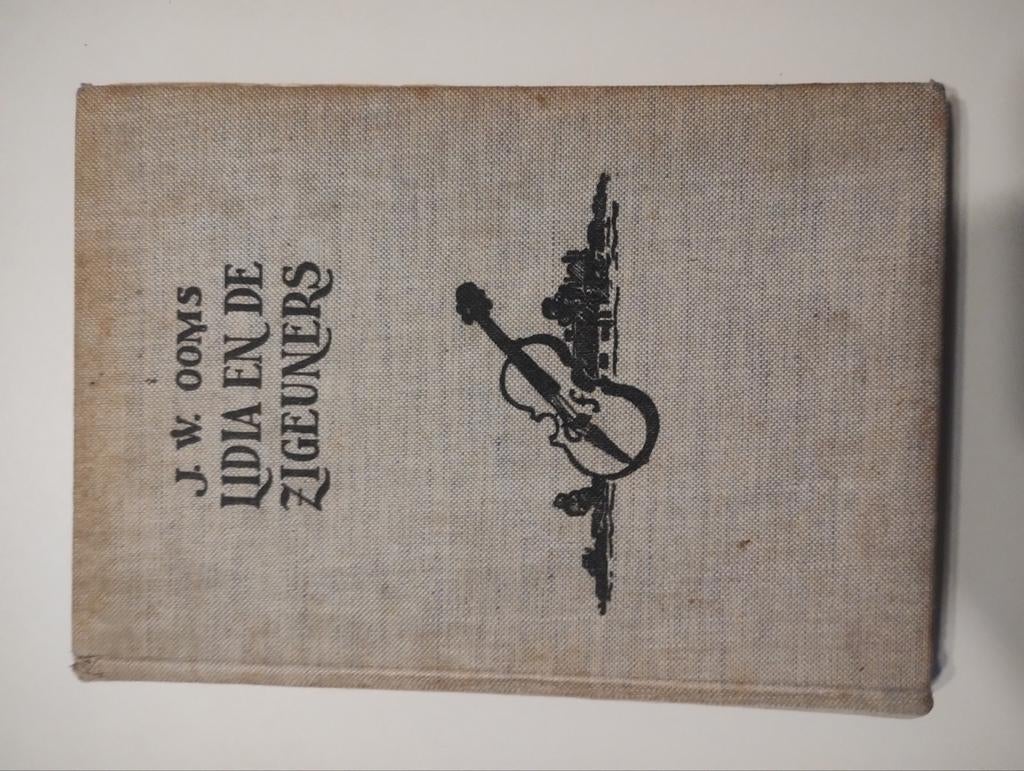 J. W. OOMS
LIDIA EN DE
ZIGEUNERS